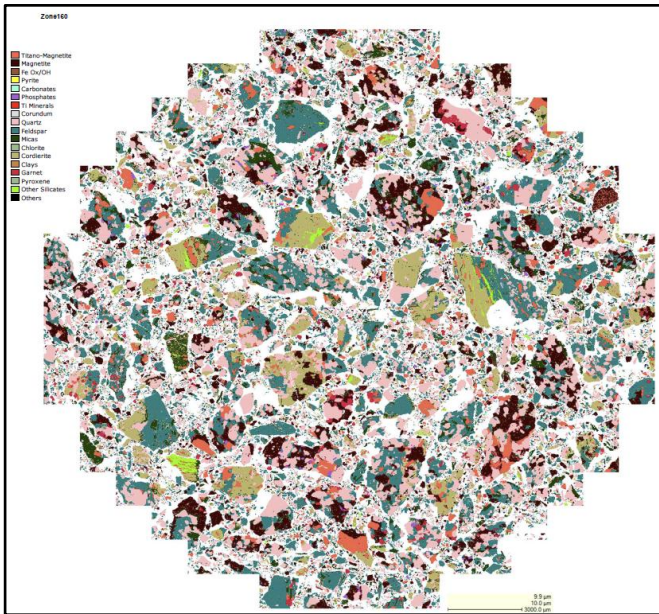 Zone160
Titano-Magnetite
Magnetite
Fe Ox/OH
Pyrite
Carbonates
Phosphates
Ti Minerals
Corundum
Quartz
Feldspar
Micas
Chlorite
Cordierite
Clays
Garnet
Pyroxene
Other Silicates
Others
9.9 µm
10.0 µm
3000.0 µm